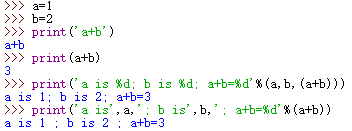 >>> a=1
>>> b=2
>>> print('a+b')
a+b
>>> print(a+b)
3
>>> print('a is %d; b is %d; a+b=%d'%(a,b,(a+b)))
a is 1; b is 2; a+b=3
>>> print('a is',a,'; b is',b,'; a+b=%d'%(a+b))
a is 1 ; b is 2 ; a+b=3